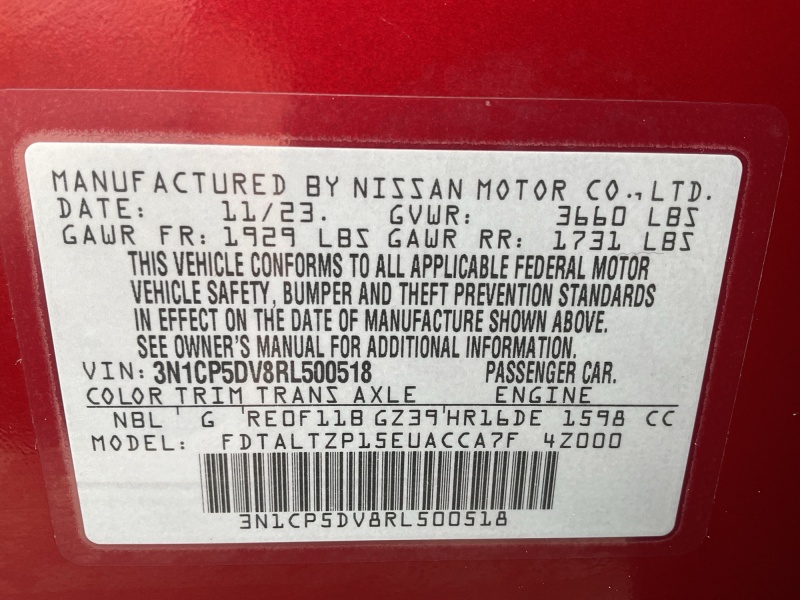 MANUFACTURED BY NISSAN MOTOR CO., LTD.
DATE: 11/23. GVWR: 3660 LBS
GAWR FR: 1929 LBS GAWR RR: 1731 LBS
THIS VEHICLE CONFORMS TO ALL APPLICABLE FEDERAL MOTOR
VEHICLE SAFETY, BUMPER AND THEFT PREVENTION STANDARDS
IN EFFECT ON THE DATE OF MANUFACTURE SHOWN ABOVE.
SEE OWNER'S MANUAL FOR ADDITIONAL INFORMATION.
VIN: 3N1CP5DV8RL500518 PASSENGER CAR.
COLOR TRIM TRANS AXLE ENGINE
NBL G RE0F11B GZ39 HR16DE 1598 CC
MODEL: FDTALTZP15EUACCA7F 4Z000
3N1CP5DV8RL500518